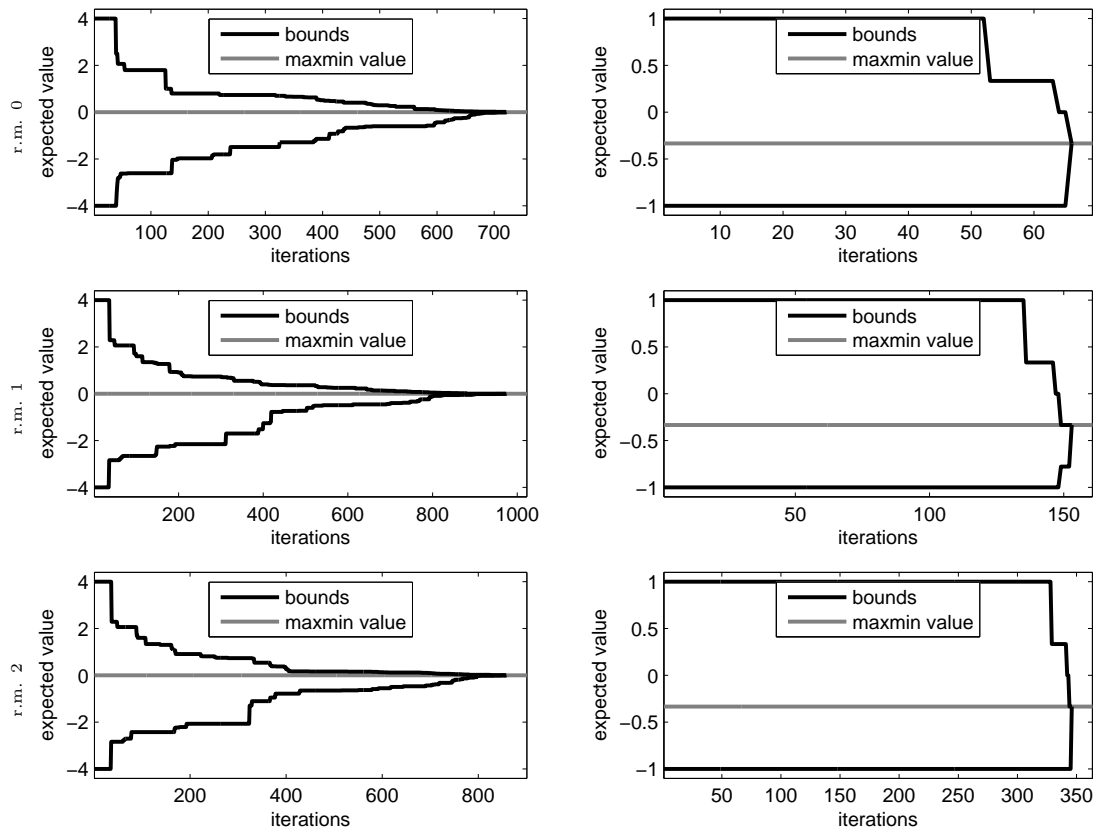 r.m. 0
expected value
4
2
0
−2
−4
bounds
maxmin value
100 200 300 400 500 600 700
iterations
expected value
1
0.5
0
−0.5
−1
bounds
maxmin value
10 20 30 40 50 60
iterations
r.m. 1
expected value
4
2
0
−2
−4
bounds
maxmin value
200 400 600 800 1000
iterations
expected value
1
0.5
0
−0.5
−1
bounds
maxmin value
50 100 150
iterations
r.m. 2
expected value
4
2
0
−2
−4
bounds
maxmin value
200 400 600 800
iterations
expected value
1
0.5
0
−0.5
−1
bounds
maxmin value
50 100 150 200 250 300 350
iterations